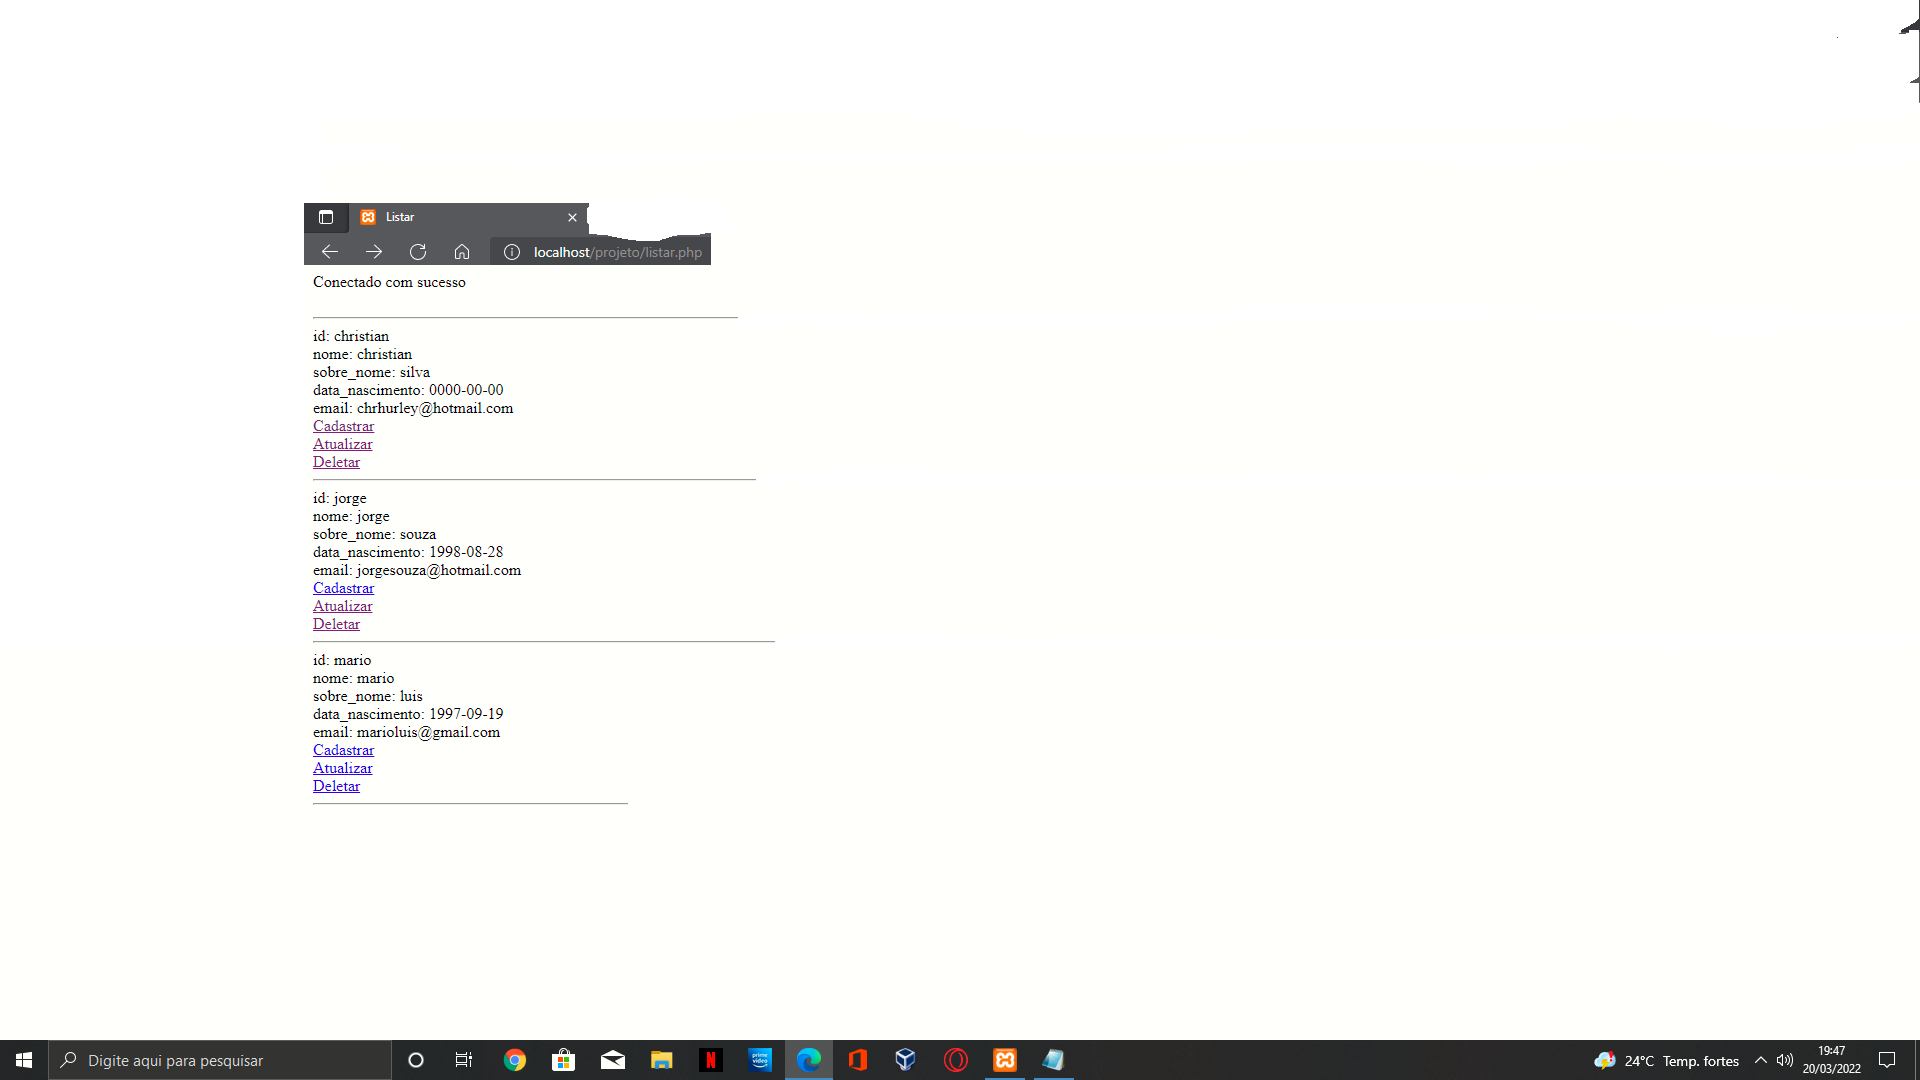 Listar
localhost/projeto/listar.php
Conectado com sucesso
id: christian
nome: christian
sobre_nome: silva
data_nascimento: 0000-00-00
email: chrhurley@hotmail.com
Cadastrar
Atualizar
Deletar
id: jorge
nome: jorge
sobre_nome: souza
data_nascimento: 1998-08-28
email: jorgesouza@hotmail.com
Cadastrar
Atualizar
Deletar
id: mario
nome: mario
sobre_nome: luis
data_nascimento: 1997-09-19
email: marioluis@gmail.com
Cadastrar
Atualizar
Deletar
Digite aqui para pesquisar
N
prime video
24°C Temp. fortes
19:47
20/03/2022